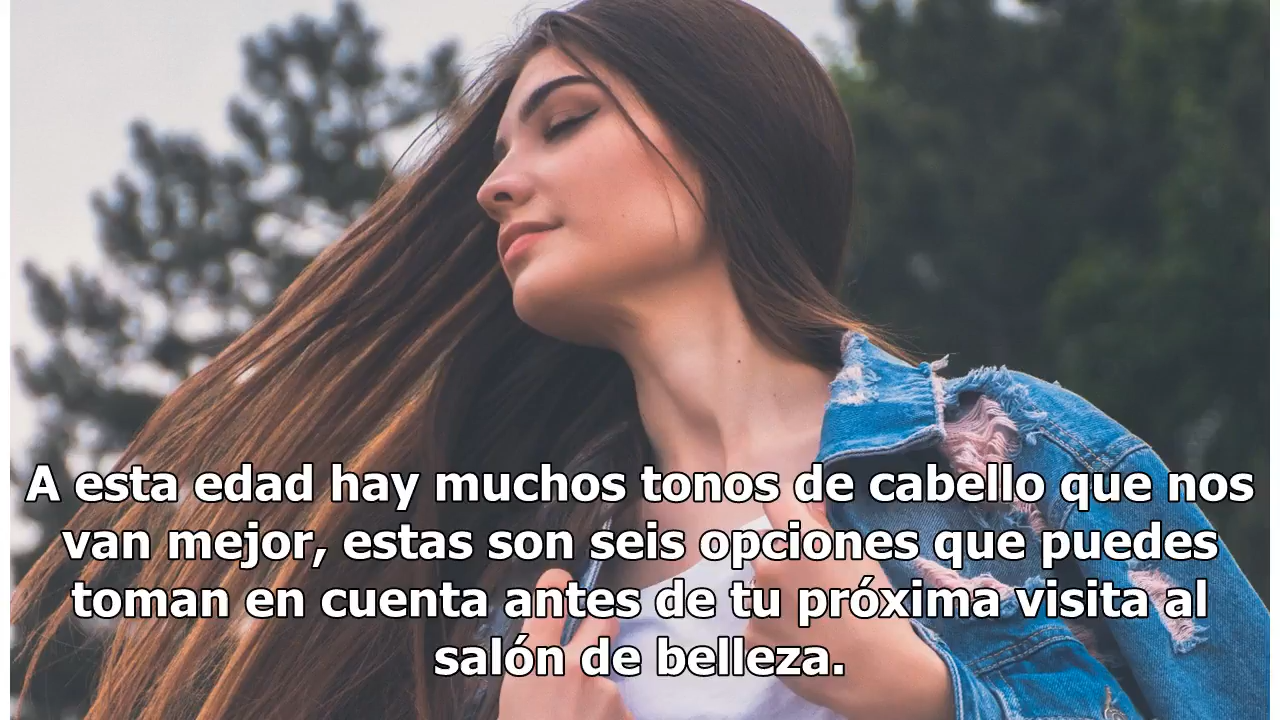 A esta edad hay muchos tonos de cabello que nos
van mejor, estas son seis opciones que puedes
toman en cuenta antes de tu próxima visita al
salón de belleza.